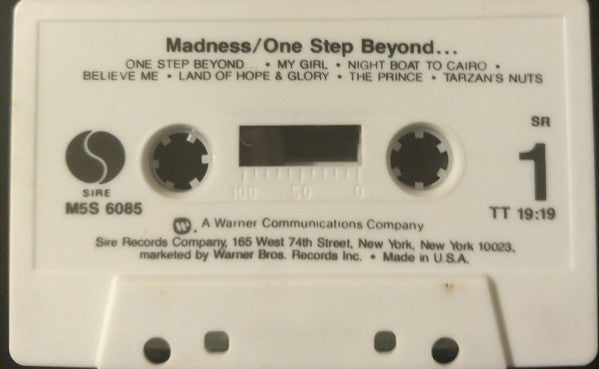 Madness/One Step Beyond...
ONE STEP BEYOND... • MY GIRL • NIGHT BOAT TO CAIRO •
BELIEVE ME • LAND OF HOPE & GLORY • THE PRINCE • TARZAN'S NUTS
SR
1
SIRE
M5S 6085
100 50 0
TT 19:19
W. A Warner Communications Company
Sire Records Company, 165 West 74th Street, New York, New York 10023,
marketed by Warner Bros. Records Inc. • Made in U.S.A.